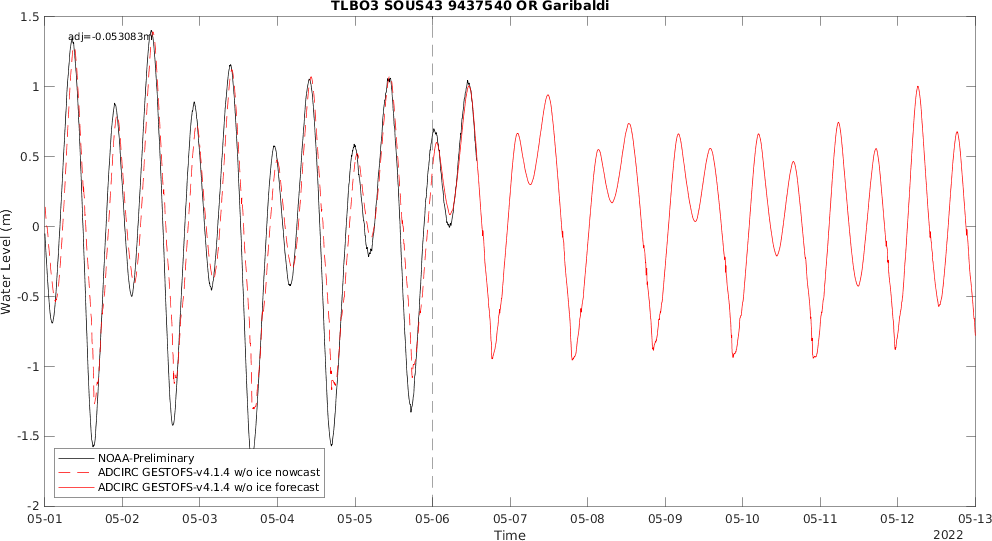 TLBO3 SOUS43 9437540 OR Garibaldi
adj=-0.053083m
1.5
1
0.5
0
-0.5
-1
-1.5
-2
Water Level (m)
NOAA-Preliminary
ADCIRC GESTOFS-v4.1.4 w/o ice nowcast
ADCIRC GESTOFS-v4.1.4 w/o ice forecast
05-01 05-02 05-03 05-04 05-05 05-06 05-07 05-08 05-09 05-10 05-11 05-12 05-13
Time
2022